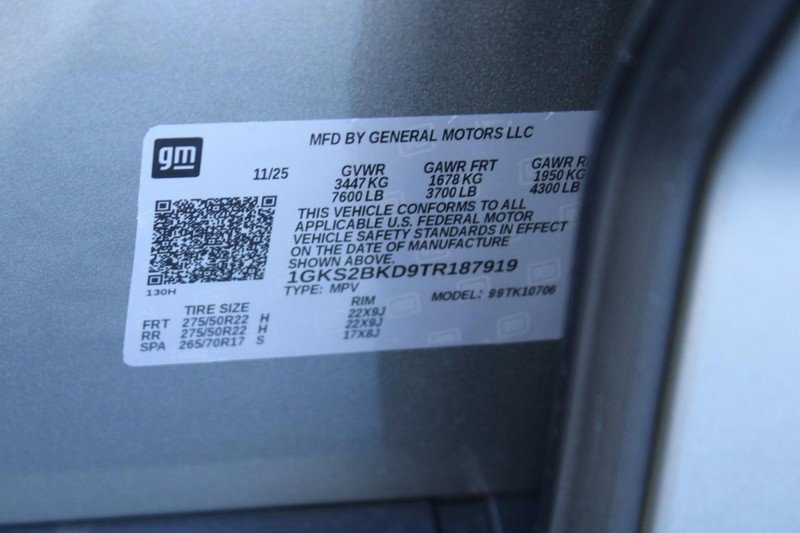 MFD BY GENERAL MOTORS LLC
gm
11/25 GVWR GAWR FRT GAWR R
3447 KG 1678 KG 1950 KG
7600 LB 3700 LB 4300 LB
THIS VEHICLE CONFORMS TO ALL
APPLICABLE U.S. FEDERAL MOTOR
VEHICLE SAFETY STANDARDS IN EFFECT
ON THE DATE OF MANUFACTURE
SHOWN ABOVE.
1GKS2BKD9TR187919
130H TYPE: MPV MODEL: 99TK10706
TIRE SIZE RIM
FRT 275/50R22 H 22X9J
RR 275/50R22 H 22X9J
SPA 265/70R17 S 17X8J